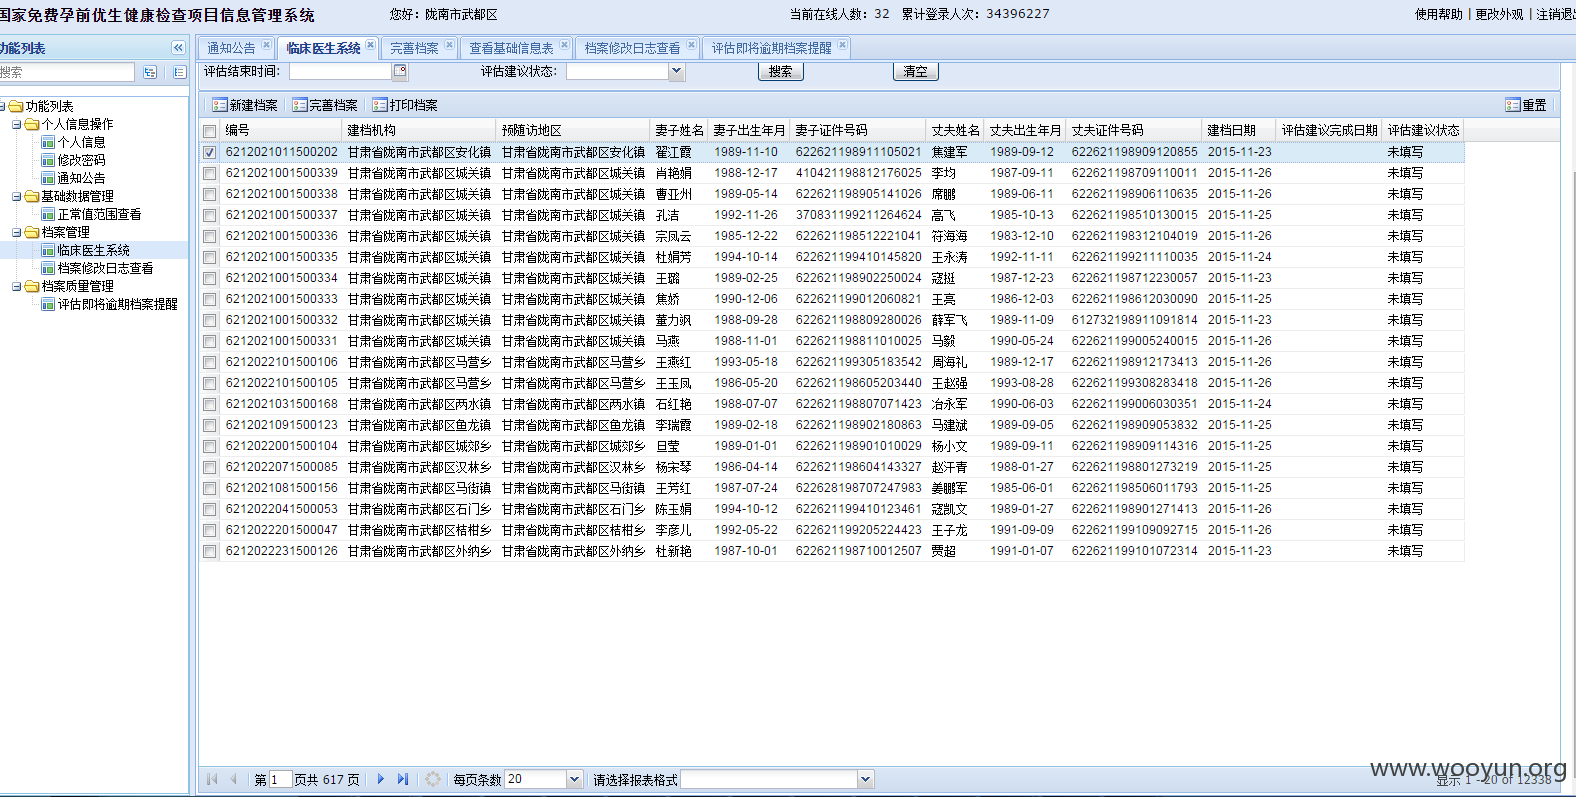 国家免费孕前优生健康检查项目信息管理系统 您好：陇南市武都区 当前在线人数：32 累计登录人次：34396227 使用帮助 | 更改外观 | 注销退出
功能列表 通知公告 临床医生系统 完善档案 查看基础信息表 档案修改日志查看 评估即将逾期档案提醒
搜索 评估结束时间: 评估建议状态: 搜索 清空
新建档案 完善档案 打印档案 重置
功能列表
个人信息操作
个人信息
修改密码
通知公告
基础数据管理
正常值范围查看
档案管理
临床医生系统
档案修改日志查看
档案质量管理
评估即将逾期档案提醒
编号 建档机构 预随访地区 妻子姓名 妻子出生年月 妻子证件号码 丈夫姓名 丈夫出生年月 丈夫证件号码 建档日期 评估建议完成日期 评估建议状态
6212021011500202 甘肃省陇南市武都区安化镇 甘肃省陇南市武都区安化镇 翟江霞 1989-11-10 622621198911105021 焦建军 1989-09-12 622621198909120855 2015-11-23 未填写
6212021001500339 甘肃省陇南市武都区城关镇 甘肃省陇南市武都区城关镇 肖艳娟 1988-12-17 410421198812176025 李均 1987-09-11 622621198709110011 2015-11-26 未填写
6212021001500338 甘肃省陇南市武都区城关镇 甘肃省陇南市武都区城关镇 曹亚州 1989-05-14 622626198905141026 席鹏 1989-06-11 622626198906110635 2015-11-26 未填写
6212021001500337 甘肃省陇南市武都区城关镇 甘肃省陇南市武都区城关镇 孔洁 1992-11-26 370831199211264624 高飞 1985-10-13 622621198510130015 2015-11-25 未填写
6212021001500336 甘肃省陇南市武都区城关镇 甘肃省陇南市武都区城关镇 宗凤云 1985-12-22 622626198512221041 符海海 1983-12-10 622621198312104019 2015-11-26 未填写
6212021001500335 甘肃省陇南市武都区城关镇 甘肃省陇南市武都区城关镇 杜娟芳 1994-10-14 622626199410145820 王永涛 1992-11-11 622621199211110035 2015-11-24 未填写
6212021001500334 甘肃省陇南市武都区城关镇 甘肃省陇南市武都区城关镇 王璐 1989-02-25 622621198902250024 寇挺 1987-12-23 622621198712230057 2015-11-23 未填写
6212021001500333 甘肃省陇南市武都区城关镇 甘肃省陇南市武都区城关镇 焦娇 1990-12-06 622621199012060821 王亮 1986-12-03 622621198612030090 2015-11-25 未填写
6212021001500332 甘肃省陇南市武都区城关镇 甘肃省陇南市武都区城关镇 董力飒 1988-09-28 622621198809280026 薛军飞 1989-11-09 612732198911091814 2015-11-23 未填写
6212021001500331 甘肃省陇南市武都区城关镇 甘肃省陇南市武都区城关镇 马燕 1988-11-01 622621198811010025 马毅 1990-05-24 622621199005240015 2015-11-26 未填写
6212022101500106 甘肃省陇南市武都区马营乡 甘肃省陇南市武都区马营乡 王燕红 1993-05-18 622621199305183542 周海礼 1989-12-17 622621198912173413 2015-11-26 未填写
6212022101500105 甘肃省陇南市武都区马营乡 甘肃省陇南市武都区马营乡 王玉凤 1986-05-20 622621198605203440 王赵强 1993-08-28 622621199308283418 2015-11-26 未填写
6212021031500168 甘肃省陇南市武都区两水镇 甘肃省陇南市武都区两水镇 石红艳 1988-07-07 622621198807071423 冶永军 1990-06-03 622621199006030351 2015-11-24 未填写
6212021091500123 甘肃省陇南市武都区鱼龙镇 甘肃省陇南市武都区鱼龙镇 李瑞霞 1989-02-18 622621198902180863 马建斌 1989-09-05 622621198909053832 2015-11-25 未填写
6212022001500104 甘肃省陇南市武都区城郊乡 甘肃省陇南市武都区城郊乡 旦莹 1989-01-01 622621198901010029 杨小文 1989-09-11 622626198909114316 2015-11-25 未填写
6212022071500085 甘肃省陇南市武都区汉林乡 甘肃省陇南市武都区汉林乡 杨宋琴 1986-04-14 622621198604143327 赵汗青 1988-01-27 622621198801273219 2015-11-25 未填写
6212021081500156 甘肃省陇南市武都区马街镇 甘肃省陇南市武都区马街镇 王芳红 1987-07-24 622628198707247983 姜鹏军 1985-06-01 622621198506011793 2015-11-25 未填写
6212022041500053 甘肃省陇南市武都区石门乡 甘肃省陇南市武都区石门乡 陈玉娟 1994-10-12 622621199410123461 寇凯文 1989-01-27 622621198901271413 2015-11-26 未填写
6212022201500047 甘肃省陇南市武都区桔柑乡 甘肃省陇南市武都区桔柑乡 李彦儿 1992-05-22 622621199205224423 王子龙 1991-09-09 622621199109092715 2015-11-26 未填写
6212022231500126 甘肃省陇南市武都区外纳乡 甘肃省陇南市武都区外纳乡 杜新艳 1987-10-01 622621198710012507 贾超 1991-01-07 622621199101072314 2015-11-23 未填写
第 1 页共 617 页 每页条数 20 请选择报表格式 显示 1 - 20 of 12338
www.wooyun.org